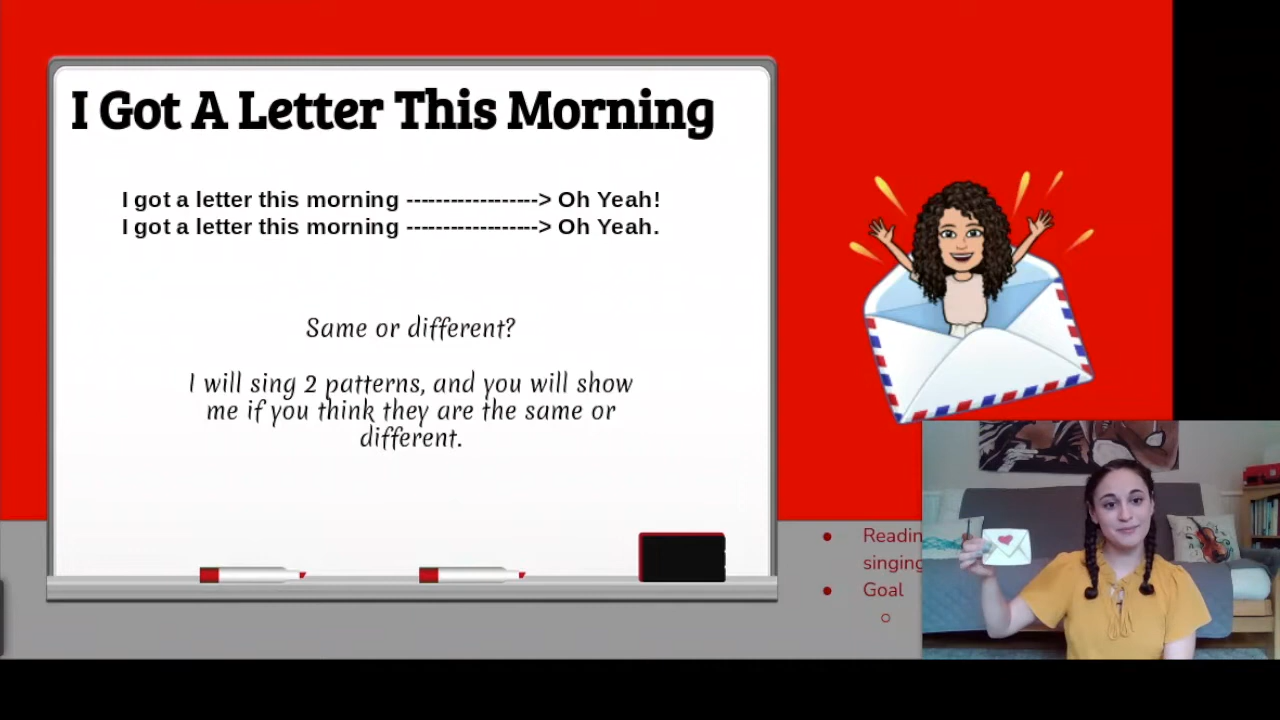 I Got A Letter This Morning
I got a letter this morning ------------------> Oh Yeah!
I got a letter this morning ------------------> Oh Yeah.
Same or different?
I will sing 2 patterns, and you will show
me if you think they are the same or
different.
singing
Goal